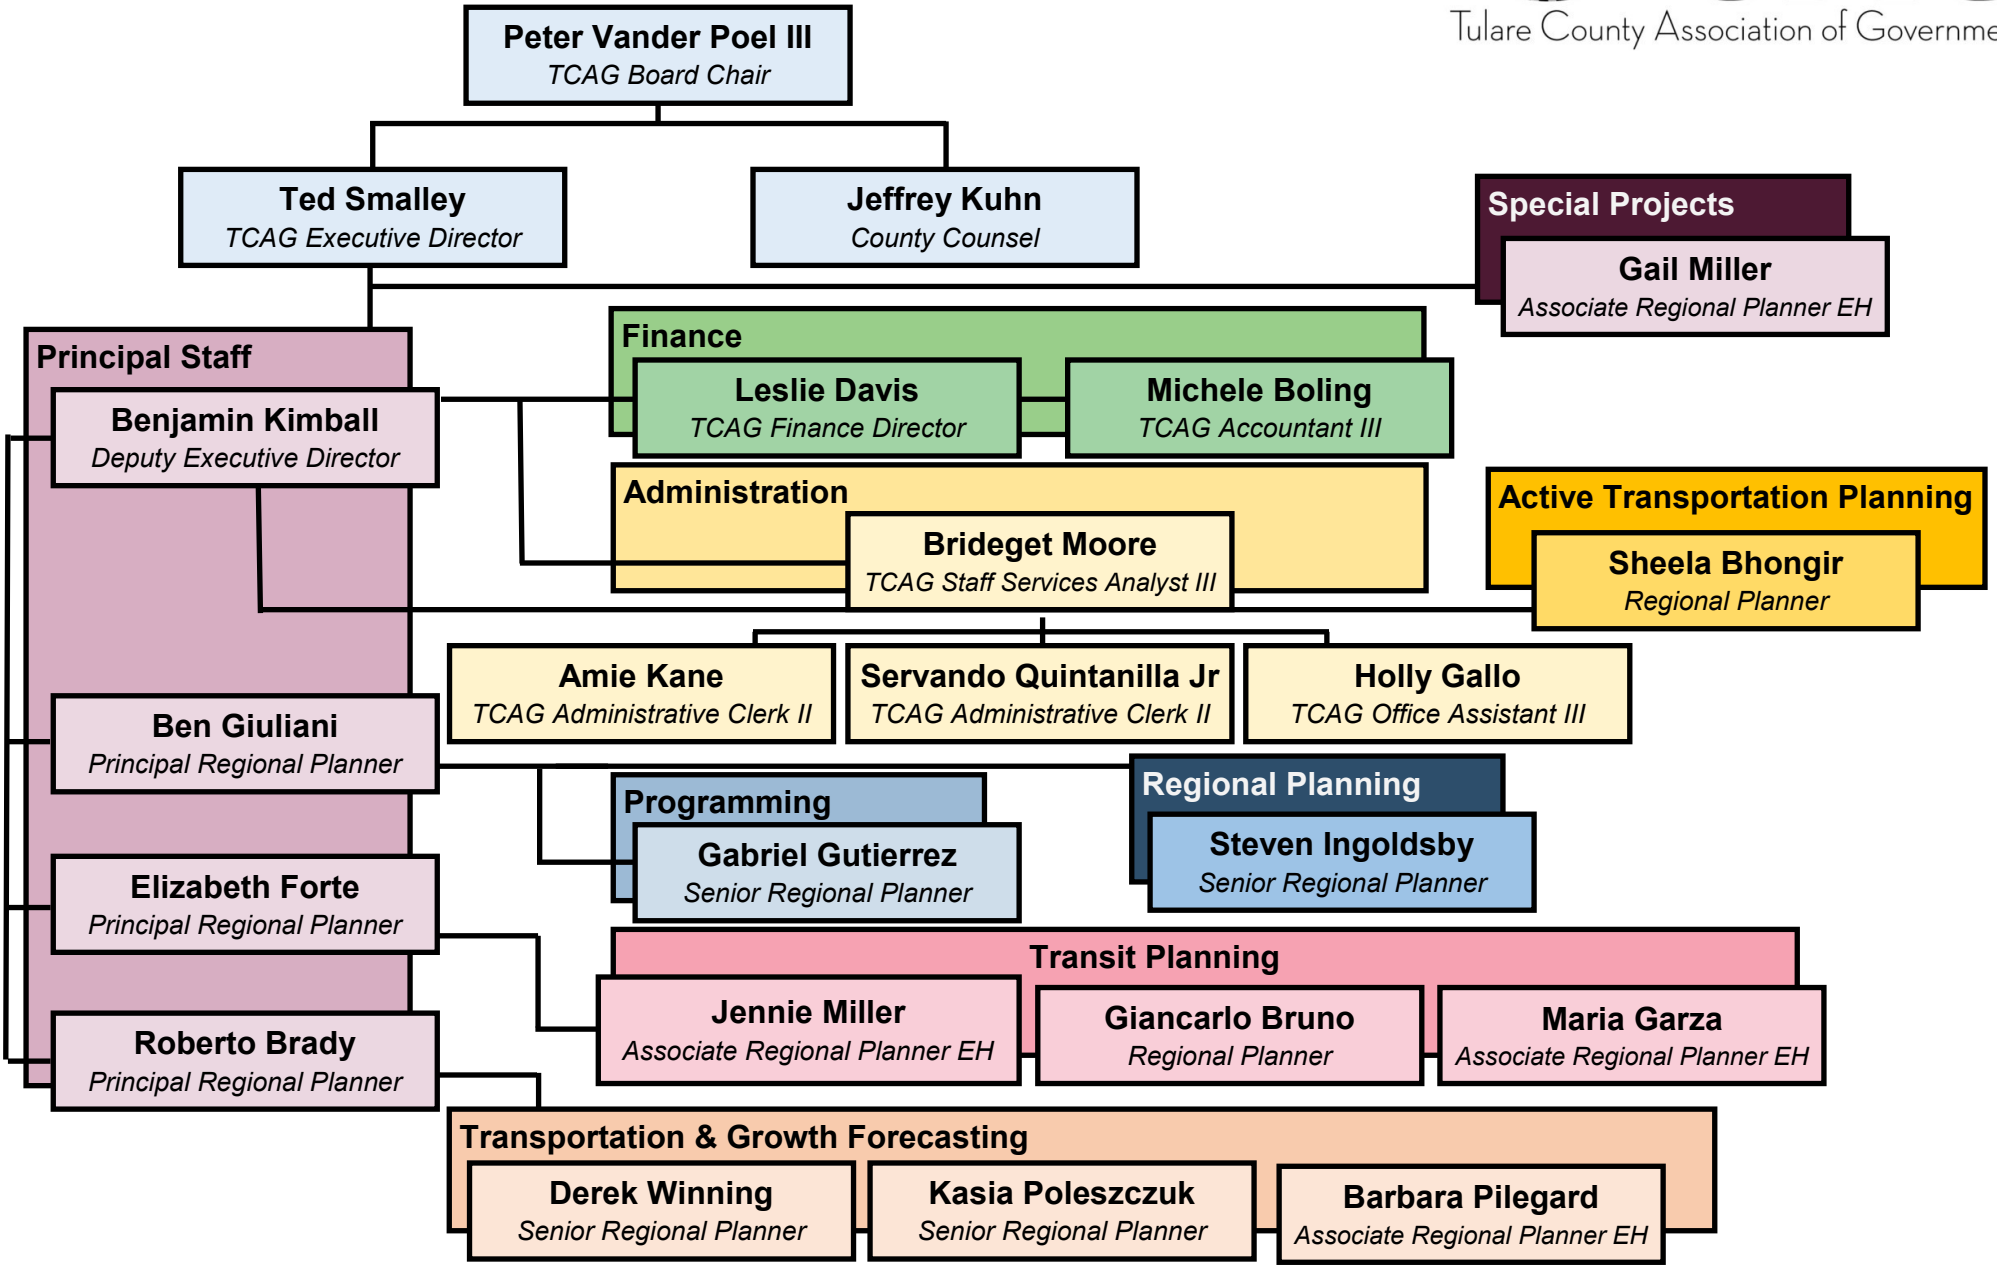 Tulare County Association of Governme
Peter Vander Poel III
TCAG Board Chair
Ted Smalley
TCAG Executive Director
Jeffrey Kuhn
County Counsel
Special Projects
Gail Miller
Associate Regional Planner EH
Principal Staff
Benjamin Kimball
Deputy Executive Director
Finance
Leslie Davis
TCAG Finance Director
Michele Boling
TCAG Accountant III
Administration
Brideget Moore
TCAG Staff Services Analyst III
Active Transportation Planning
Sheela Bhongir
Regional Planner
Amie Kane
TCAG Administrative Clerk II
Servando Quintanilla Jr
TCAG Administrative Clerk II
Holly Gallo
TCAG Office Assistant III
Ben Giuliani
Principal Regional Planner
Programming
Gabriel Gutierrez
Senior Regional Planner
Regional Planning
Steven Ingoldsby
Senior Regional Planner
Elizabeth Forte
Principal Regional Planner
Transit Planning
Jennie Miller
Associate Regional Planner EH
Giancarlo Bruno
Regional Planner
Maria Garza
Associate Regional Planner EH
Roberto Brady
Principal Regional Planner
Transportation & Growth Forecasting
Derek Winning
Senior Regional Planner
Kasia Poleszczuk
Senior Regional Planner
Barbara Pilegard
Associate Regional Planner EH